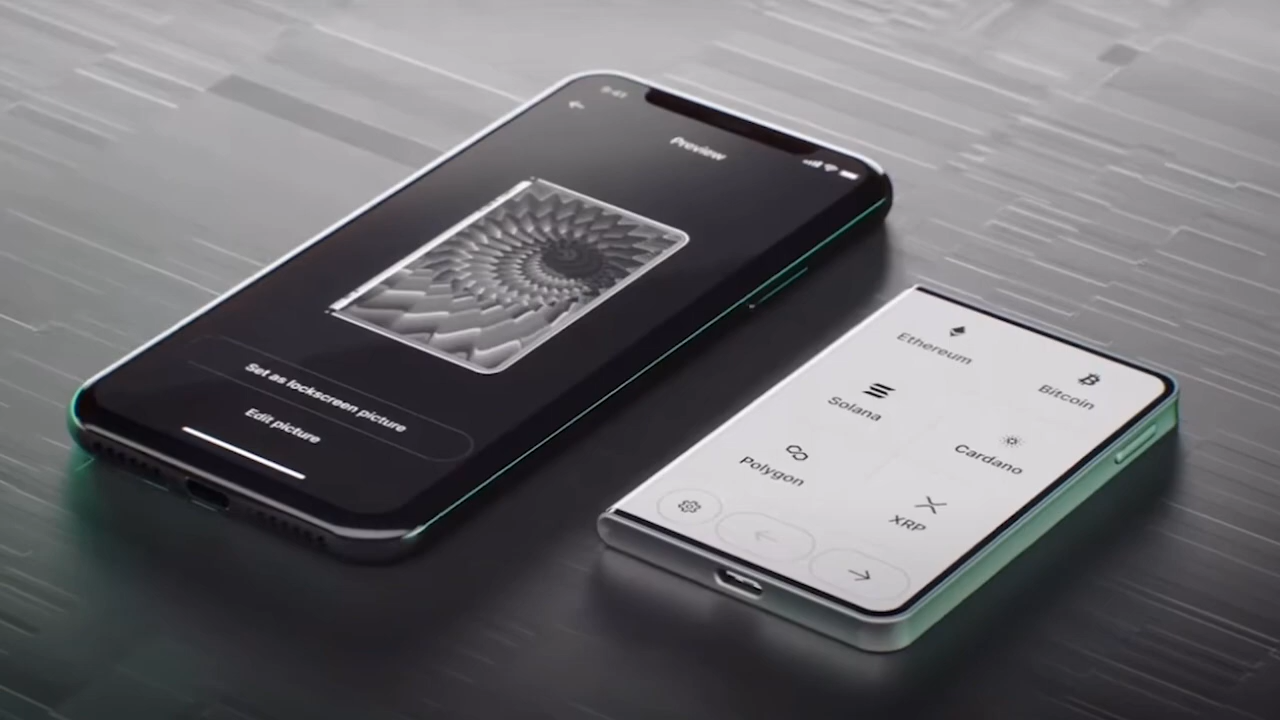 9:41
Preview
Set as lockscreen picture
Edit picture
Ethereum
Bitcoin
Solana
Cardano
Polygon
XRP